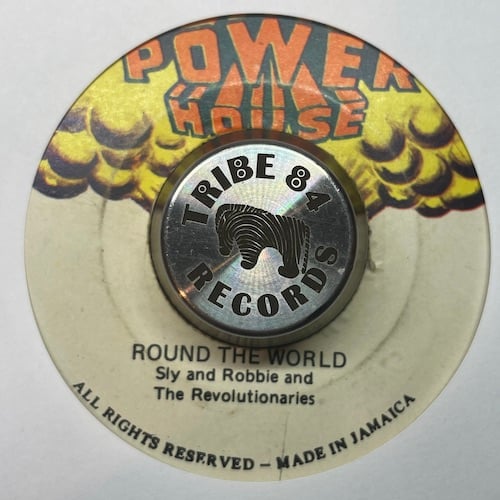 POWER
HOUSE
TRIBE 84
RECORDS
ROUND THE WORLD
Sly and Robbie and
The Revolutionaries
ALL RIGHTS RESERVED – MADE IN JAMAICA